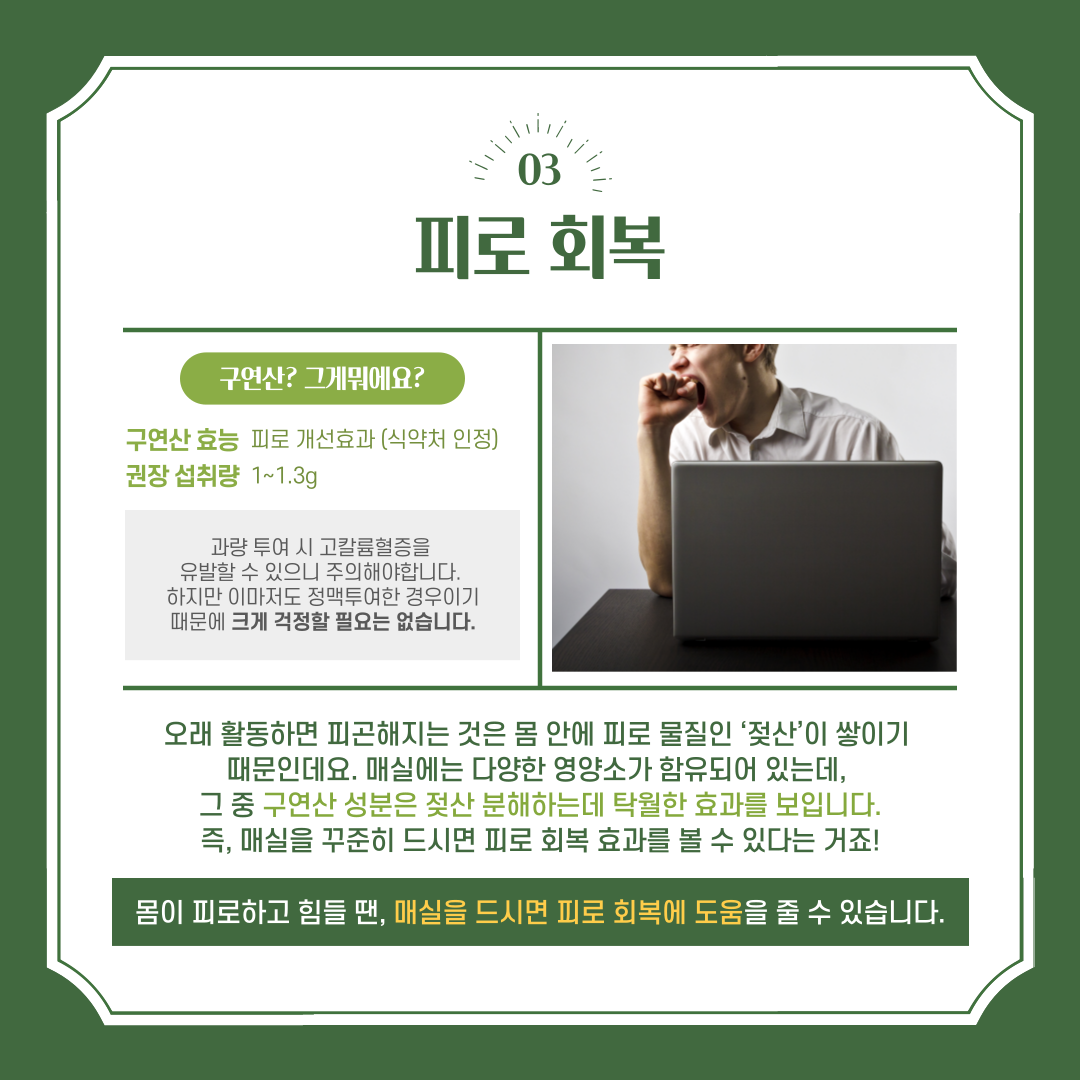 03
피로 회복
구연산? 그게뭐에요?
구연산 효능 피로 개선효과 (식약처 인정)
권장 섭취량 1~1.3g
과량 투여 시 고칼륨혈증을
유발할 수 있으니 주의해야합니다.
하지만 이마저도 정맥투여한 경우이기
때문에 크게 걱정할 필요는 없습니다.
오래 활동하면 피곤해지는 것은 몸 안에 피로 물질인 ‘젖산’이 쌓이기
때문인데요. 매실에는 다양한 영양소가 함유되어 있는데,
그 중 구연산 성분은 젖산 분해하는데 탁월한 효과를 보입니다.
즉, 매실을 꾸준히 드시면 피로 회복 효과를 볼 수 있다는 거죠!
몸이 피로하고 힘들 땐, 매실을 드시면 피로 회복에 도움을 줄 수 있습니다.